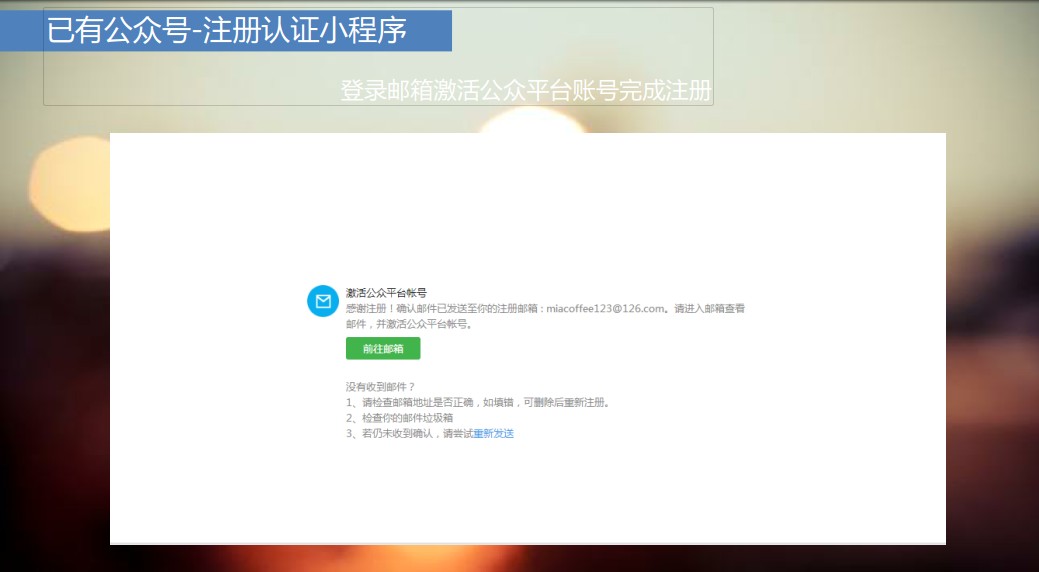 已有公众号-注册认证小程序
登录邮箱激活公众平台账号完成注册
激活公众平台帐号
感谢注册！确认邮件已发送至你的注册邮箱：miacoffee123@126.com。请进入邮箱查看
邮件，并激活公众平台帐号。
前往邮箱
没有收到邮件？
1、请检查邮箱地址是否正确，如填错，可删除后重新注册。
2、检查你的邮件垃圾箱
3、若仍未收到确认，请尝试重新发送